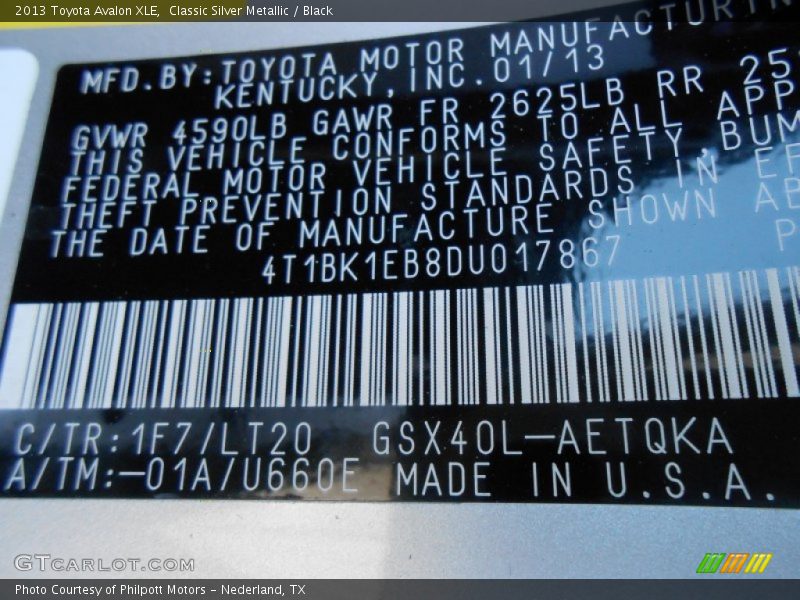 2013 Toyota Avalon XLE, Classic Silver Metallic / Black
MFD.BY:TOYOTA MOTOR MANUFACTURIN
KENTUCKY,INC.01/13
GVWR 4590LB GAWR FR 2625LB RR 251
THIS VEHICLE CONFORMS TO ALL APP
FEDERAL MOTOR VEHICLE SAFETY,BUM
THEFT PREVENTION STANDARDS IN EF
THE DATE OF MANUFACTURE SHOWN AB
4T1BK1EB8DU017867 P
C/TR:1F7/LT20 GSX40L-AETQKA
A/TM:-01A/U660E MADE IN U.S.A.
GTCARLOT.COM
Photo Courtesy of Philpott Motors - Nederland, TX